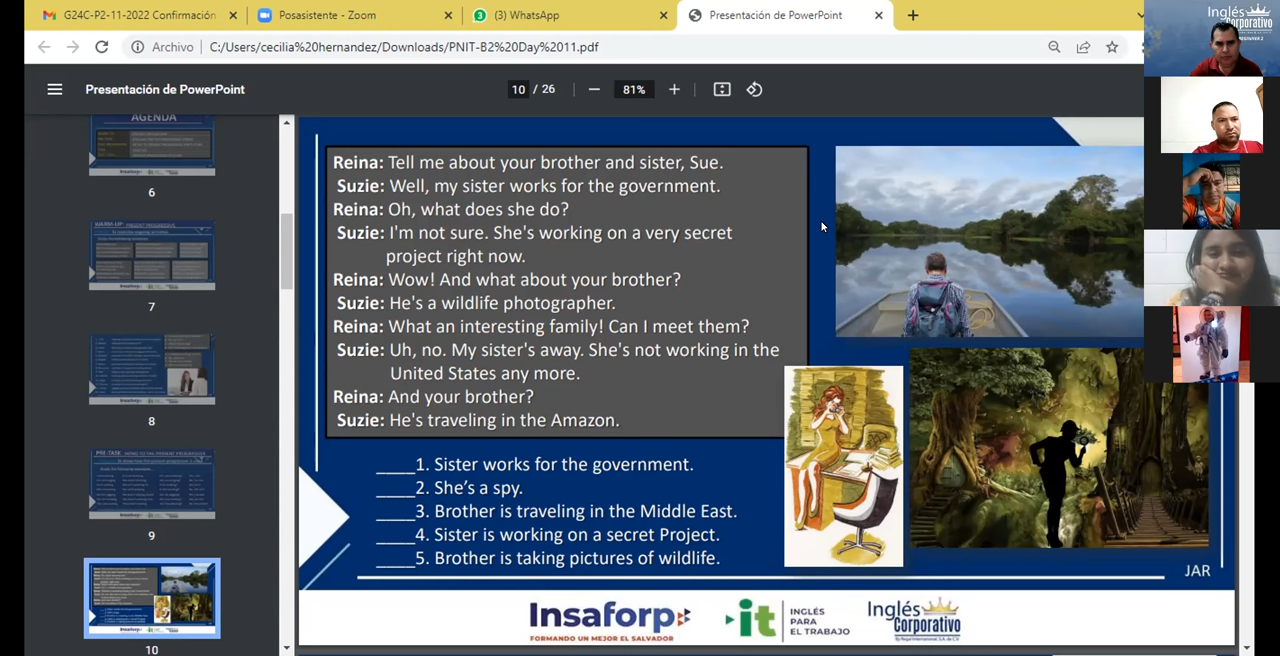 G24C-P2-11-2022 Confirmación
Posasistente - Zoom
(3) WhatsApp
Presentación de PowerPoint
Archivo
C:/Users/cecilia%20hernandez/Downloads/PNIT-B2%20Day%2011.pdf
Presentación de PowerPoint
10 / 26
81%
AGENDA
6
7
8
9
10
Reina: Tell me about your brother and sister, Sue.
Suzie: Well, my sister works for the government.
Reina: Oh, what does she do?
Suzie: I'm not sure. She's working on a very secret
project right now.
Reina: Wow! And what about your brother?
Suzie: He's a wildlife photographer.
Reina: What an interesting family! Can I meet them?
Suzie: Uh, no. My sister's away. She's not working in the
United States any more.
Reina: And your brother?
Suzie: He's traveling in the Amazon.
_____1. Sister works for the government.
_____2. She's a spy.
_____3. Brother is traveling in the Middle East.
_____4. Sister is working on a secret Project.
_____5. Brother is taking pictures of wildlife.
JAR
Insaforp
FORMANDO UN MEJOR EL SALVADOR
it
INGLÉS
PARA
EL TRABAJO
Inglés
Corporativo
Inglés
Corporativo